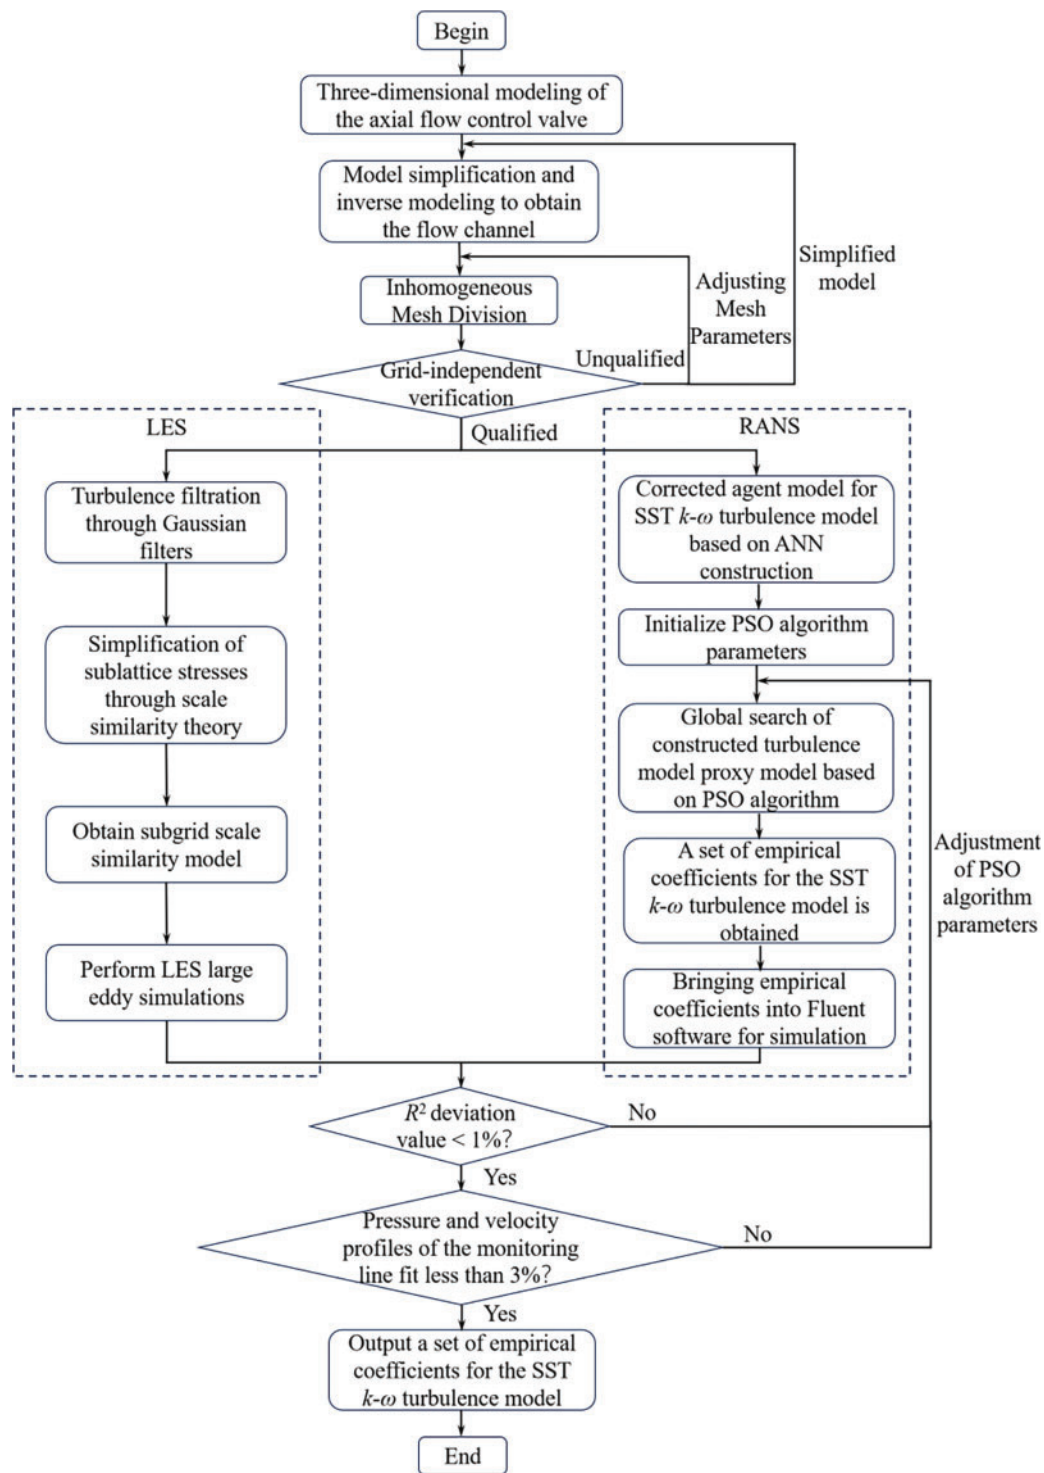 Begin
Three-dimensional modeling of
the axial flow control valve
Model simplification and
inverse modeling to obtain
the flow channel
Simplified
model
Inhomogeneous
Mesh Division
Adjusting
Mesh
Parameters
Grid-independent
verification
Unqualified
Qualified
LES
Turbulence filtration
through Gaussian
filters
Simplification of
sublattice stresses
through scale
similarity theory
Obtain subgrid scale
similarity model
Perform LES large
eddy simulations
RANS
Corrected agent model for
SST k-ω turbulence model
based on ANN
construction
Initialize PSO algorithm
parameters
Global search of
constructed turbulence
model proxy model based
on PSO algorithm
A set of empirical
coefficients for the SST
k-ω turbulence model is
obtained
Bringing empirical
coefficients into Fluent
software for simulation
Adjustment
of PSO
algorithm
parameters
R² deviation
value < 1%?
No
Yes
Pressure and velocity
profiles of the monitoring
line fit less than 3%?
No
Yes
Output a set of empirical
coefficients for the SST
k-ω turbulence model
End